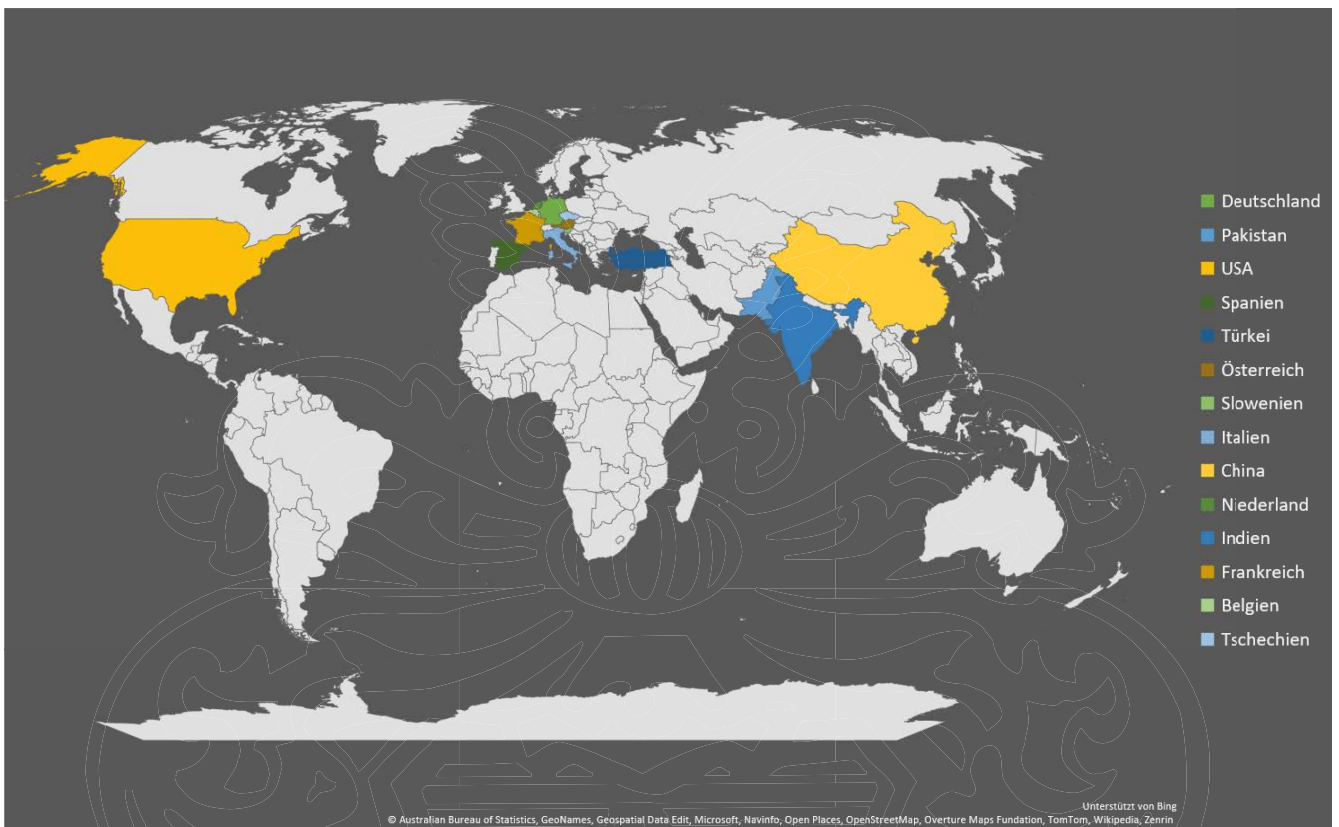 Deutschland
Pakistan
USA
Spanien
Türkei
Österreich
Slowenien
Italien
China
Niederland
Indien
Frankreich
Belgien
Tschechien
Unterstützt von Bing
© Australian Bureau of Statistics, GeoNames, Geospatial Data Edit, Microsoft, Navinfo, Open Places, OpenStreetMap, Overture Maps Fundation, TomTom, Wikipedia, Zenrin